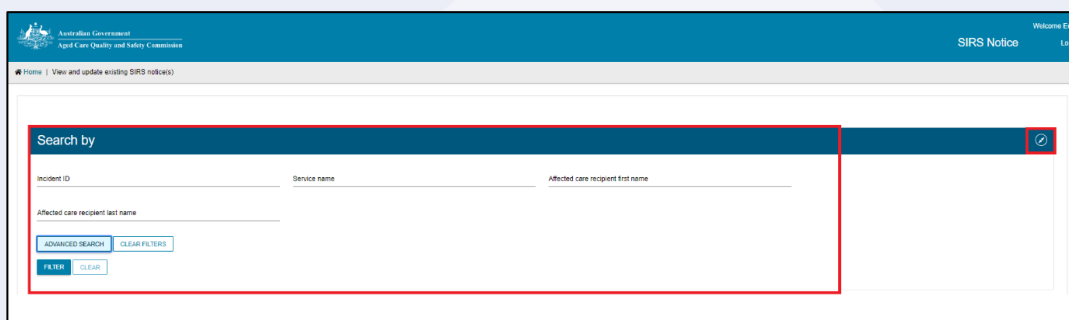 Australian Government
Aged Care Quality and Safety Commission
Welcome
SIRS Notice
Home | View and update existing SIRS notice(s)
Search by
Incident ID
Service name
Affected care recipient first name
Affected care recipient last name
ADVANCED SEARCH
CLEAR FILTERS
FILTER
CLEAR